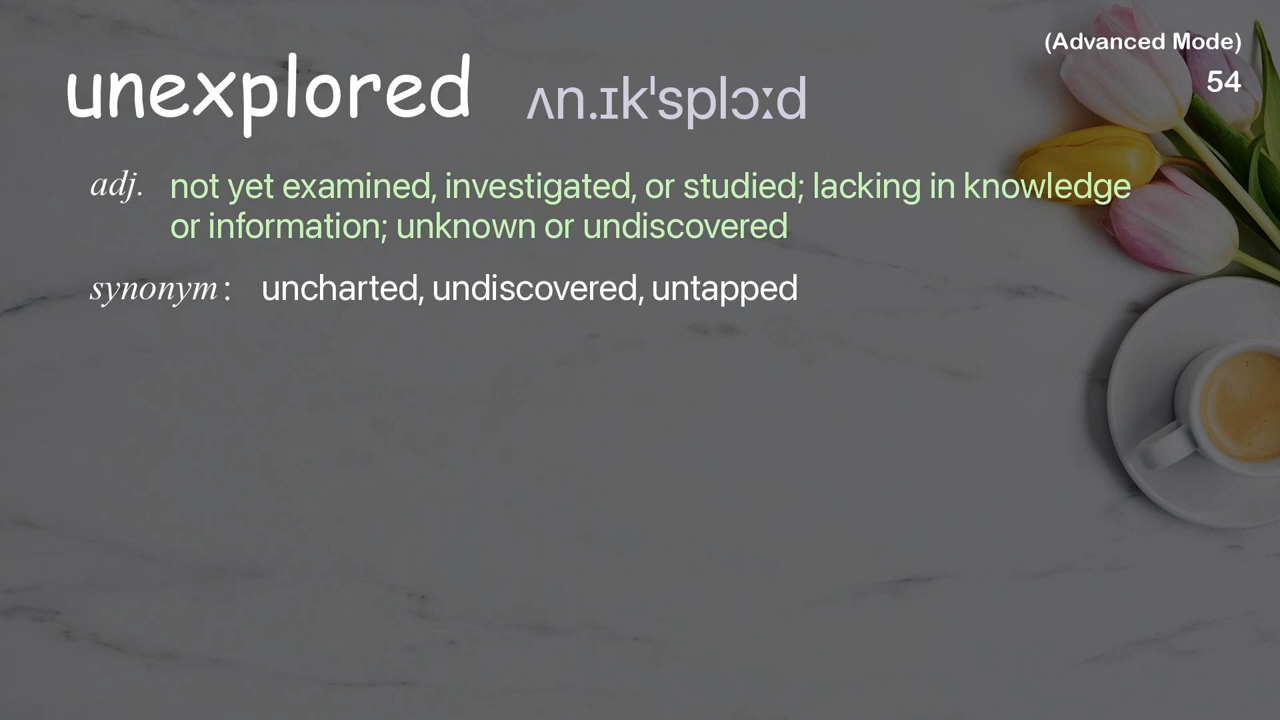 (Advanced Mode)
54
unexplored ʌn.ɪkˈsplɔːd
adj. not yet examined, investigated, or studied; lacking in knowledge
or information; unknown or undiscovered
synonym: uncharted, undiscovered, untapped